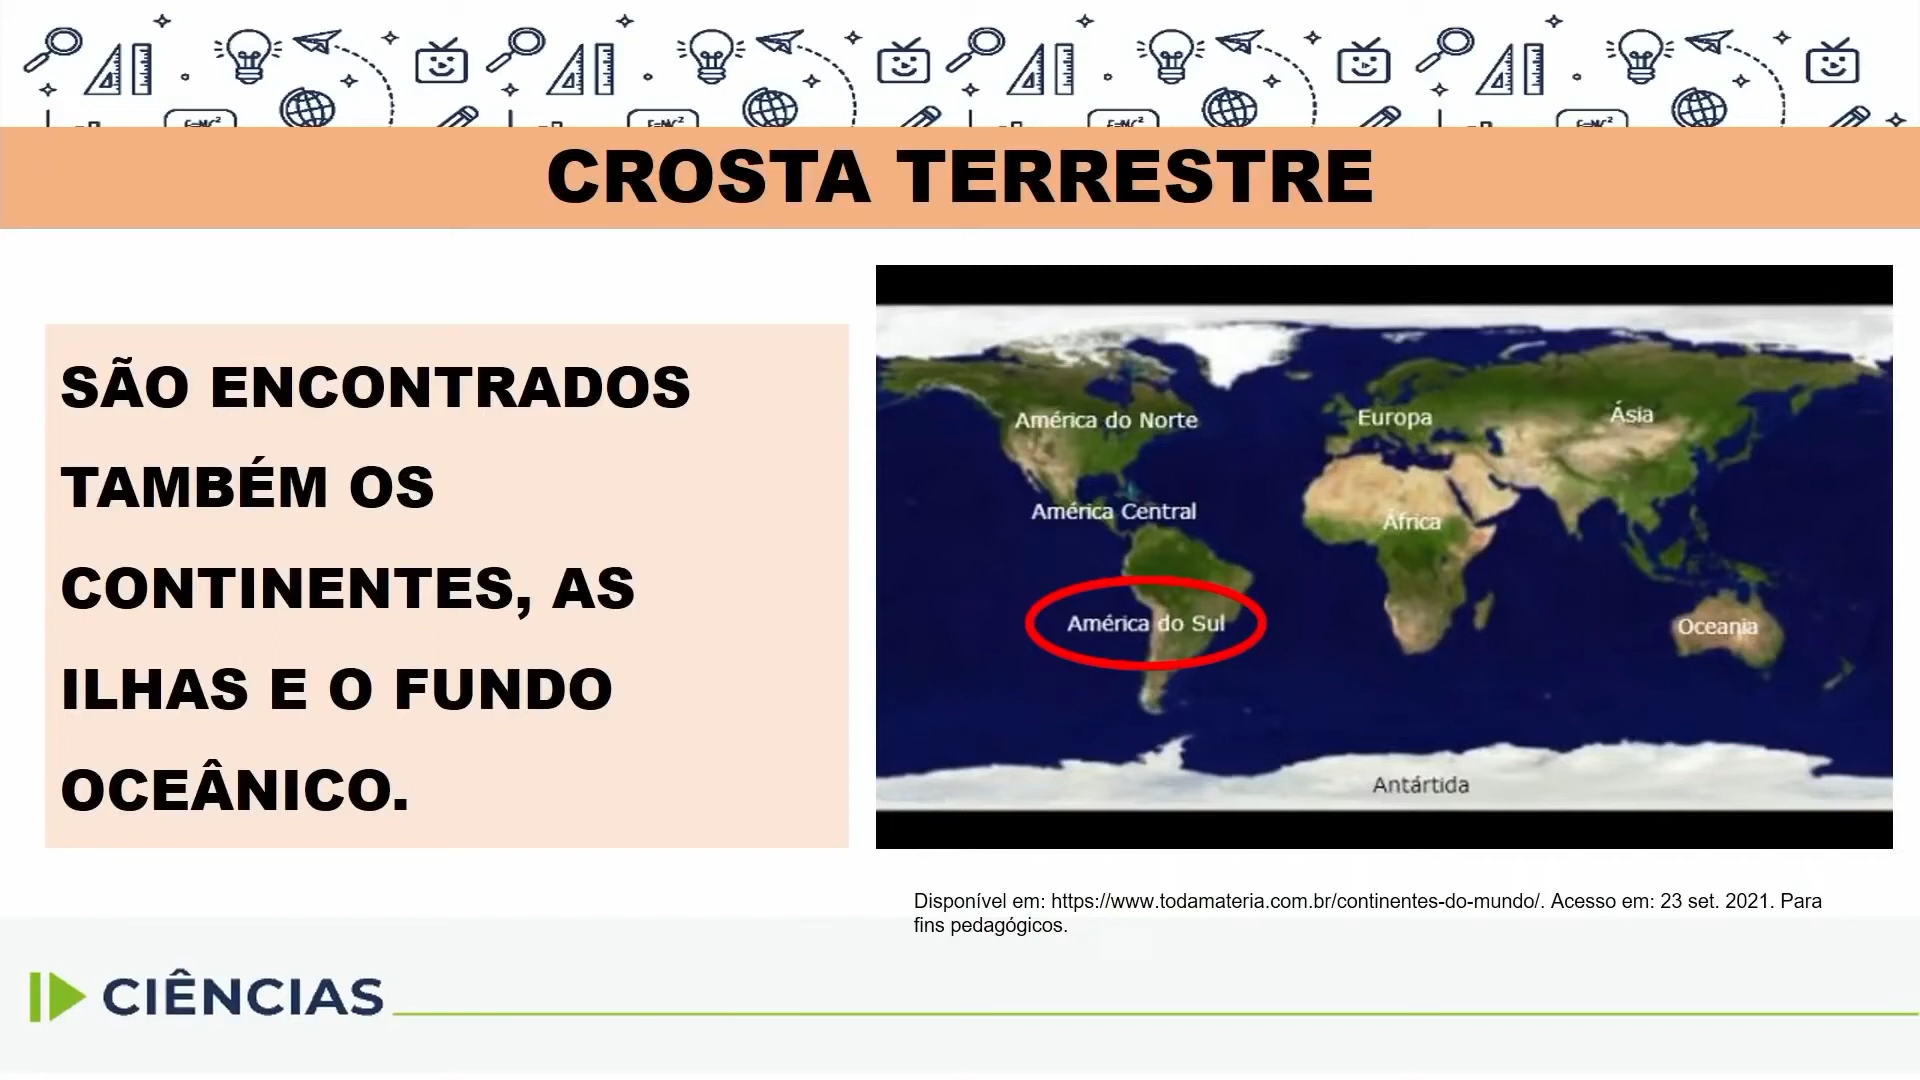 CROSTA TERRESTRE
SÃO ENCONTRADOS
TAMBÉM OS
CONTINENTES, AS
ILHAS E O FUNDO
OCEÂNICO.
América do Norte
Europa
Ásia
América Central
África
América do Sul
Oceania
Antártida
Disponível em: https://www.todamateria.com.br/continentes-do-mundo/. Acesso em: 23 set. 2021. Para
fins pedagógicos.
CIÊNCIAS